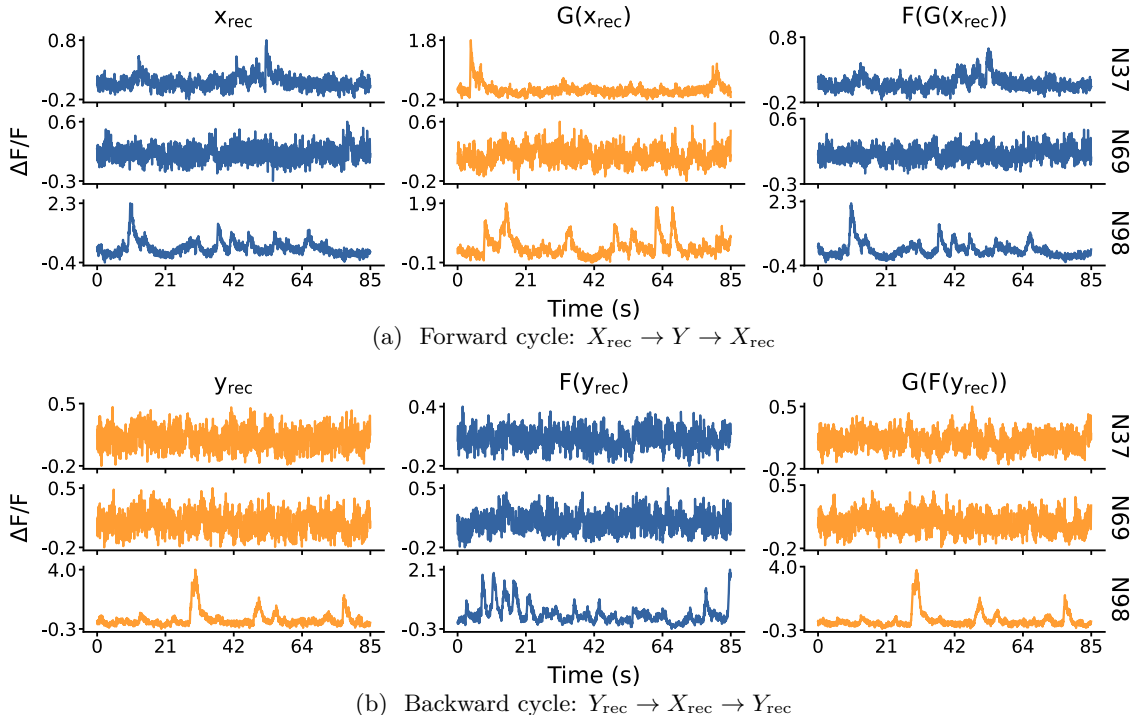 x_rec G(x_rec) F(G(x_rec))
0.8 1.8 0.8 N37
-0.2 -0.2 -0.2
0.6 0.6 0.6 N69
ΔF/F
-0.3 -0.2 -0.3
2.3 1.9 2.3 N98
-0.4 -0.1 -0.4
0 21 42 64 85 0 21 42 64 85 0 21 42 64 85
Time (s) Time (s)
(a) Forward cycle: X_rec → Y → X_rec
y_rec F(y_rec) G(F(y_rec))
0.5 0.4 0.5 N37
-0.2 -0.2 -0.2
0.5 0.5 0.5 N69
ΔF/F
-0.2 -0.2 -0.2
4.0 2.1 4.0 N98
-0.3 -0.3 -0.3
0 21 42 64 85 0 21 42 64 85 0 21 42 64 85
Time (s) Time (s)
(b) Backward cycle: Y_rec → X_rec → Y_rec